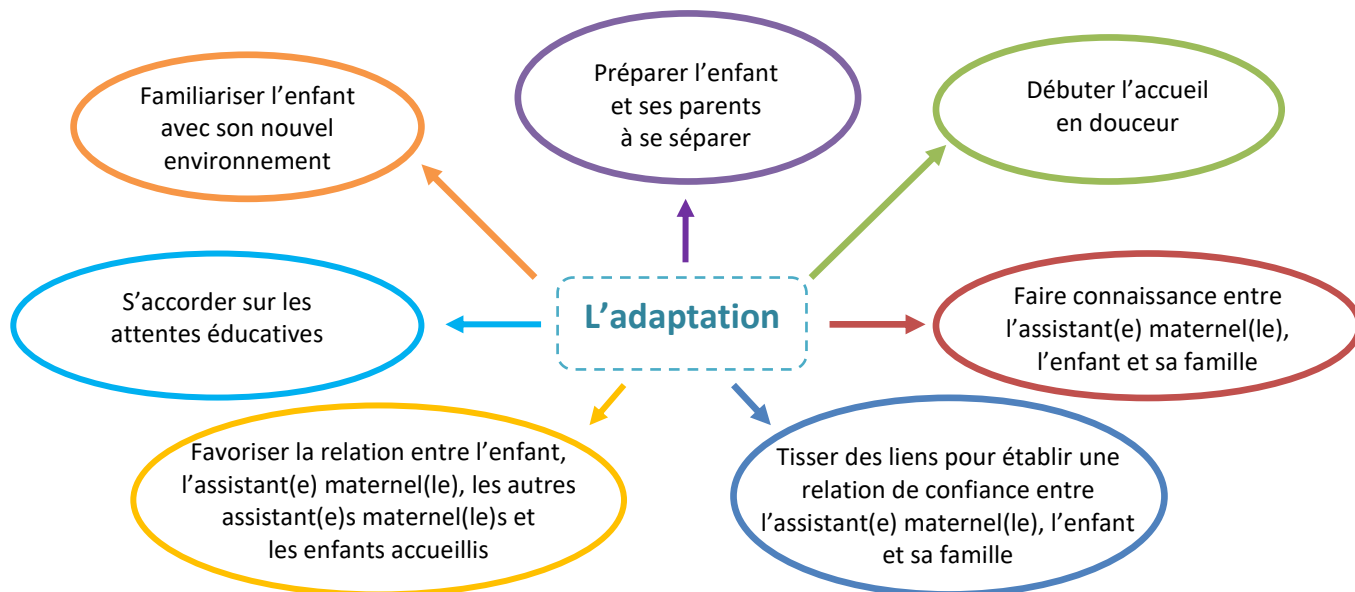 Familiariser l’enfant
avec son nouvel
environnement
Préparer l’enfant
et ses parents
à se séparer
Débuter l’accueil
en douceur
S’accorder sur les
attentes éducatives
L’adaptation
Faire connaissance entre
l’assistant(e) maternel(le),
l’enfant et sa famille
Favoriser la relation entre l’enfant,
l’assistant(e) maternel(le), les autres
assistant(e)s maternel(le)s et
les enfants accueillis
Tisser des liens pour établir une
relation de confiance entre
l’assistant(e) maternel(le), l’enfant
et sa famille